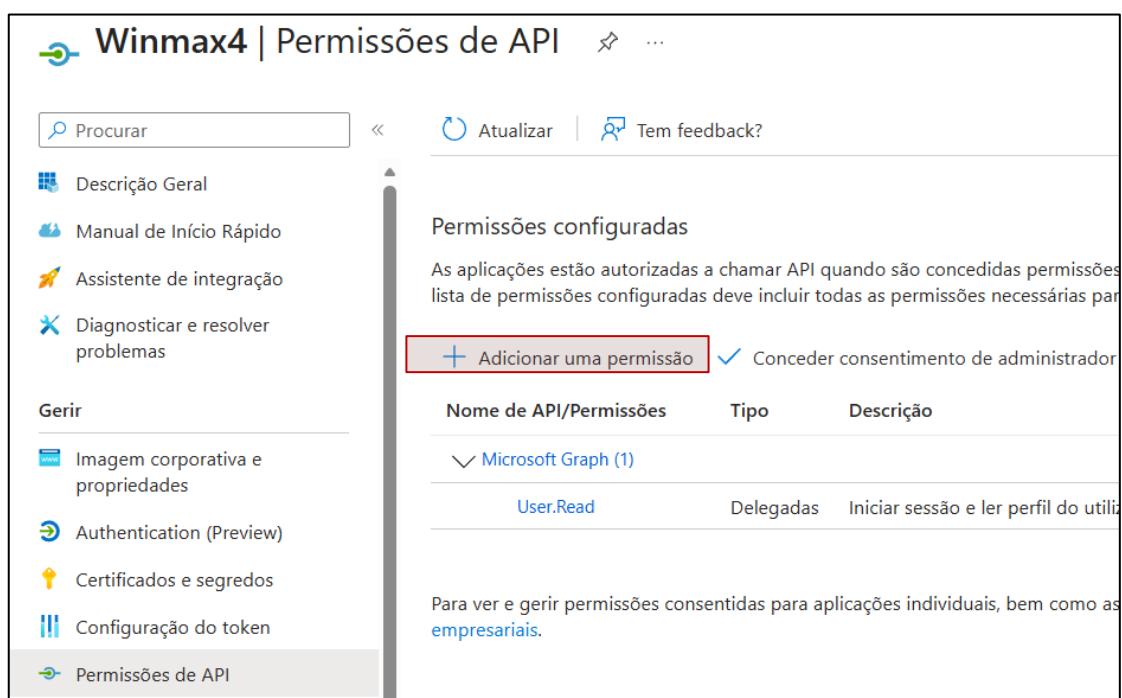 Winmax4 | Permissões de API
Procurar
Atualizar
Tem feedback?
Descrição Geral
Manual de Início Rápido
Assistente de integração
Diagnosticar e resolver
problemas
Gerir
Imagem corporativa e
propriedades
Authentication (Preview)
Certificados e segredos
Configuração do token
Permissões de API
Permissões configuradas
As aplicações estão autorizadas a chamar API quando são concedidas permissões
lista de permissões configuradas deve incluir todas as permissões necessárias par
Adicionar uma permissão
Conceder consentimento de administrador
Nome de API/Permissões Tipo Descrição
Microsoft Graph (1)
User.Read Delegadas Iniciar sessão e ler perfil do utiliz
Para ver e gerir permissões consentidas para aplicações individuais, bem como as
empresariais.